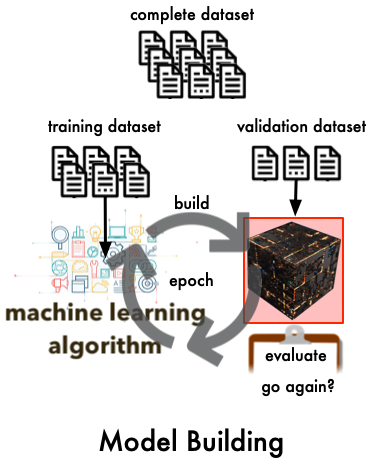 complete dataset
training dataset
validation dataset
build
epoch
machine learning
algorithm
evaluate
go again?
Model Building